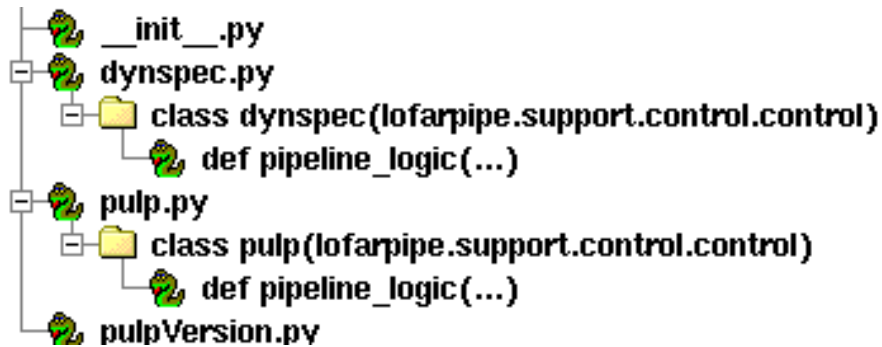 __init__.py
dynspec.py
class dynspec(lofarpipe.support.control.control)
def pipeline_logic(...)
pulp.py
class pulp(lofarpipe.support.control.control)
def pipeline_logic(...)
pulpVersion.py